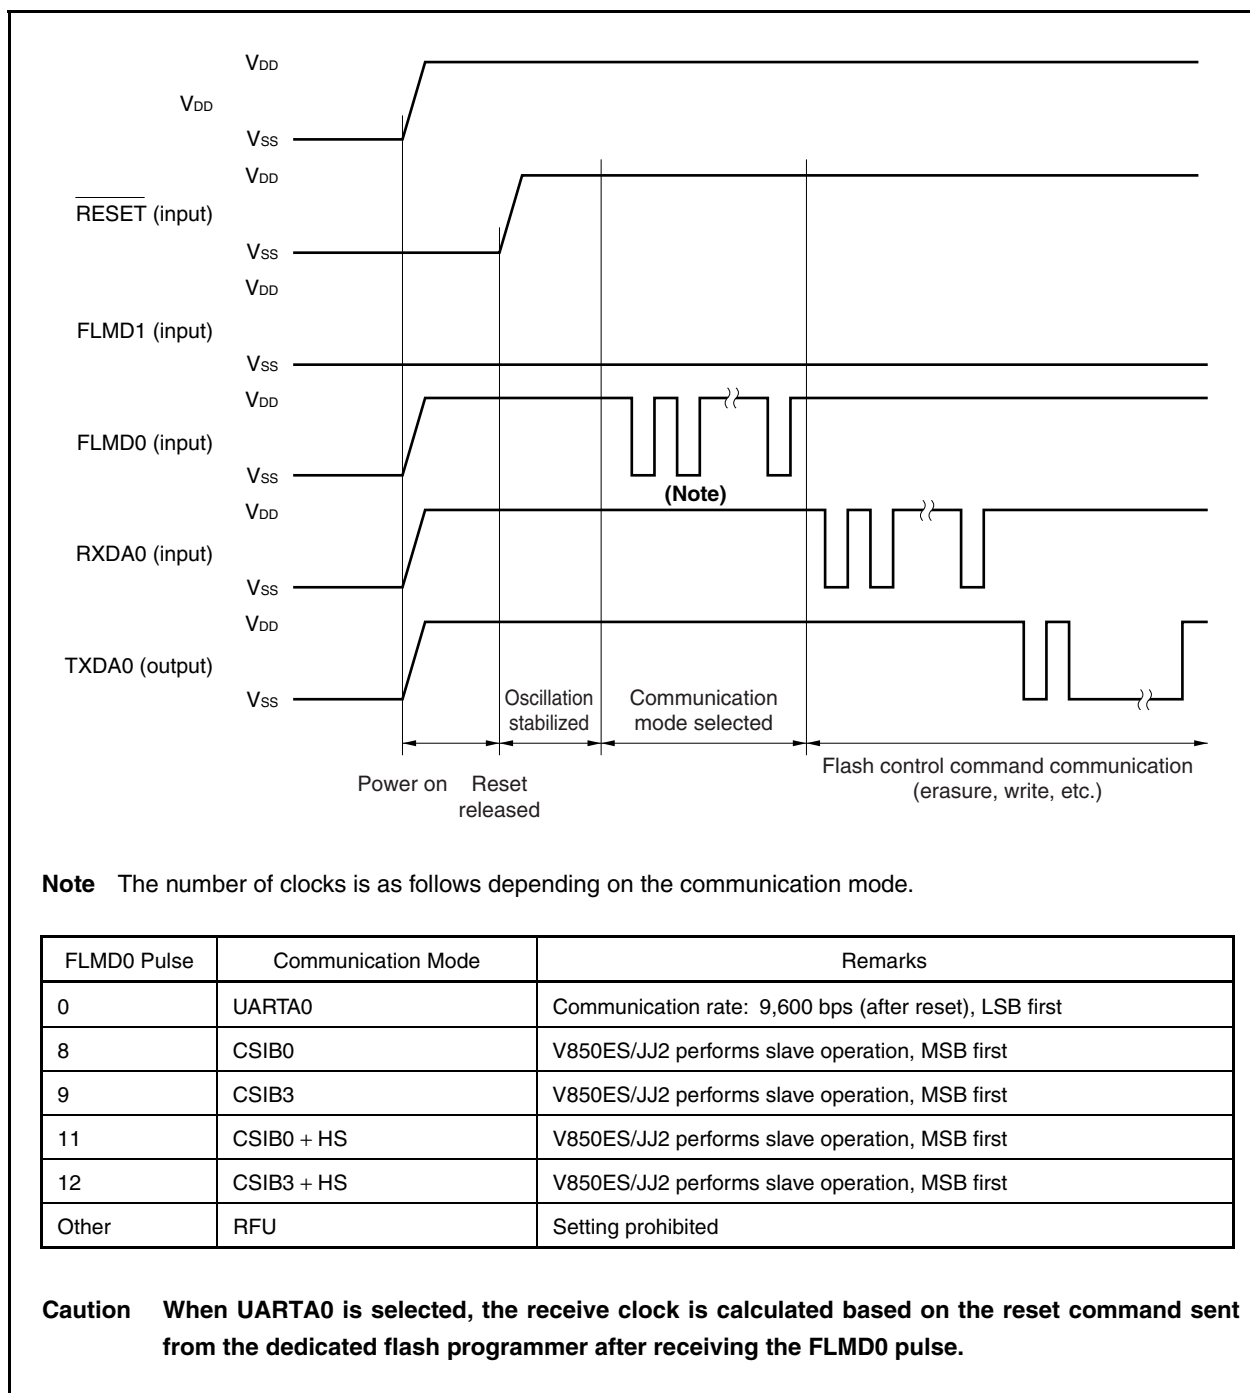 VDD
VDD
VSS
VDD
RESET (input)
VSS
VDD
FLMD1 (input)
VSS
VDD
FLMD0 (input)
VSS
(Note)
VDD
RXDA0 (input)
VSS
VDD
TXDA0 (output)
VSS
Oscillation
stabilized
Communication
mode selected
Power on
Reset
released
Flash control command communication
(erasure, write, etc.)
Note The number of clocks is as follows depending on the communication mode.
FLMD0 Pulse Communication Mode Remarks
0 UARTA0 Communication rate: 9,600 bps (after reset), LSB first
8 CSIB0 V850ES/JJ2 performs slave operation, MSB first
9 CSIB3 V850ES/JJ2 performs slave operation, MSB first
11 CSIB0 + HS V850ES/JJ2 performs slave operation, MSB first
12 CSIB3 + HS V850ES/JJ2 performs slave operation, MSB first
Other RFU Setting prohibited
Caution When UARTA0 is selected, the receive clock is calculated based on the reset command sent
from the dedicated flash programmer after receiving the FLMD0 pulse.